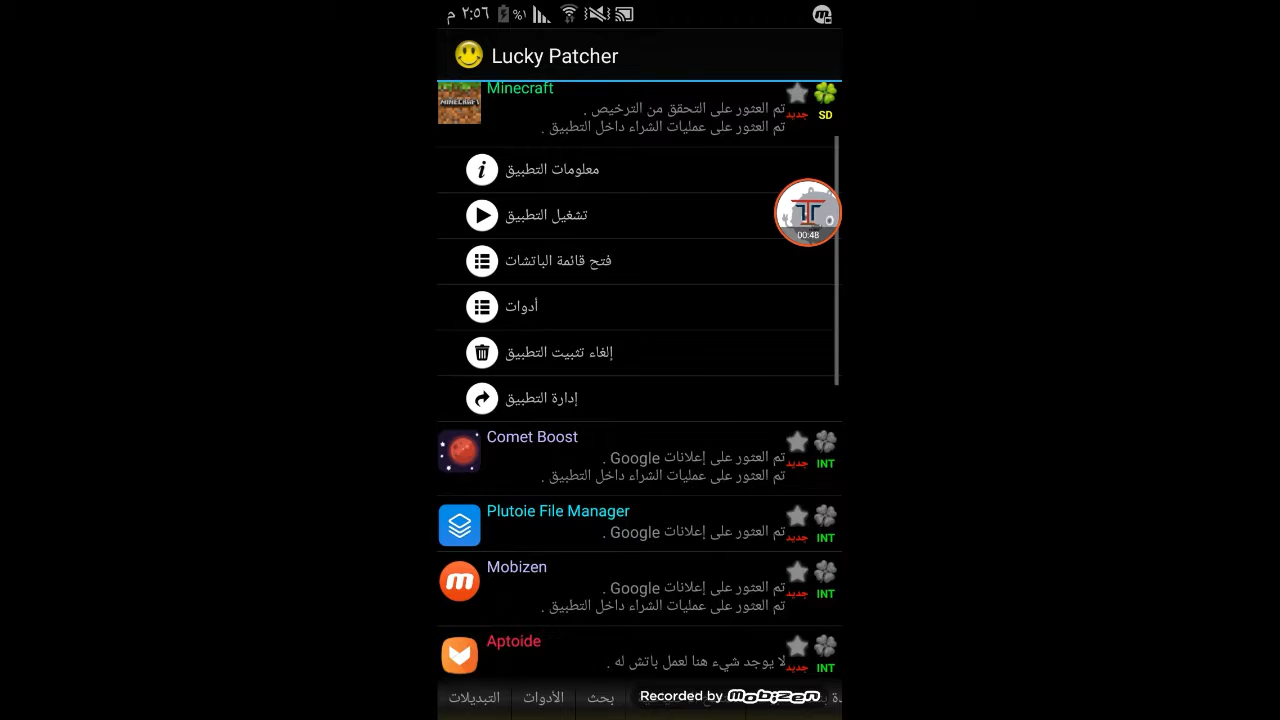 ٢:٥٦ م %١
Lucky Patcher
Minecraft
تم العثور على التحقق من الترخيص .
تم العثور على عمليات الشراء داخل التطبيق .
جديد SD
معلومات التطبيق
تشغيل التطبيق
00:48
فتح قائمة الباتشات
أدوات
إلغاء تثبيت التطبيق
إدارة التطبيق
Comet Boost
تم العثور على إعلانات Google .
تم العثور على عمليات الشراء داخل التطبيق .
جديد INT
Plutoie File Manager
تم العثور على إعلانات Google .
جديد INT
Mobizen
تم العثور على إعلانات Google .
تم العثور على عمليات الشراء داخل التطبيق .
جديد INT
Aptoide
لا يوجد شيء هنا لعمل باتش له .
جديد INT
التبديلات الأدوات بحث
Recorded by mobizen